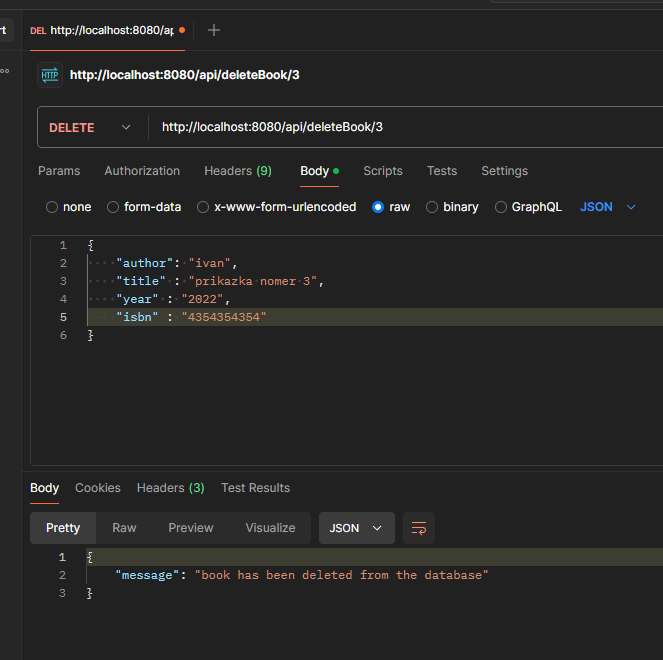 rt
DEL http://localhost:8080/ap
HTTP http://localhost:8080/api/deleteBook/3
DELETE http://localhost:8080/api/deleteBook/3
Params Authorization Headers (9) Body Scripts Tests Settings
none form-data x-www-form-urlencoded raw binary GraphQL JSON
1 {
2 "author": "ivan",
3 "title" : "prikazka nomer 3",
4 "year" : "2022",
5 "isbn" : "4354354354"
6 }
Body Cookies Headers (3) Test Results
Pretty Raw Preview Visualize JSON
1 {
2 "message": "book has been deleted from the database"
3 }